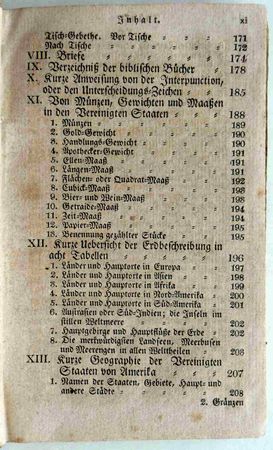 Inhalt. xi
Tisch-Gebethe. Vor Tische 171
Nach Tische 172
VIII. Briefe 174
IX. Verzeichniß der biblischen Bücher 178
X. Kurze Anweisung von der Interpunction,
oder den Unterscheidungs-Zeichen 185
XI. Von Münzen, Gewichten und Maaßen
in den Vereinigten Staaten 188
1. Münzen 189
2. Gold-Gewicht 190
3. Handlungs-Gewicht 190
4. Apothecker-Gewicht 191
5. Ellen-Maaß 191
6. Längen-Maaß 191
7. Flächen- oder Quadrat-Maaß 192
8. Cubick-Maaß 193
9. Bier- und Wein-Maaß 193
10. Getraide-Maaß 194
11. Zeit-Maaß 194
12. Papier-Maaß 195
13. Benennung gezählter Stücke 195
XII. Kurze Uebersicht der Erdbeschreibung in
acht Tabellen 196
1. Länder und Hauptorte in Europa 197
2. Länder und Hauptorte in Asien 198
3. Länder und Hauptorte in Afrika 199
4. Länder und Hauptorte in Nord-Amerika 200
5. Länder und Hauptorte in Süd-Amerika 201
6. Australien oder Süd-Indien; die Inseln im
stillen Weltmeere 202
7. Hauptgebirge und Hauptflüsse der Erde 202
8. Die merkwürdigsten Landseen, Meerbusen
und Meerengen in allen Welttheilen 203
XIII. Kurze Geographie der Vereinigten
Staaten von Amerika 207
1. Namen der Staaten, Gebiete, Haupt- und
andere Städte 208
2. Gränzen